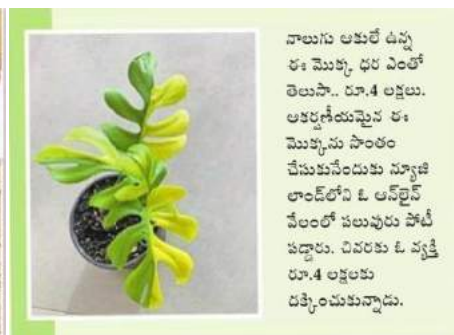 నాలుగు ఆకులే ఉన్న
ఈ మొక్క ధర ఎంతో
తెలుసా.. రూ.4 లక్షలు.
ఆకర్షణీయమైన ఈ
మొక్కను సొంతం
చేసుకునేందుకు న్యూజి
లాండ్‌లోని ఓ ఆన్‌లైన్
వేలంలో పలువురు పోటీ
పడ్డారు. చివరకు ఓ వ్యక్తి
రూ.4 లక్షలకు
దక్కించుకున్నాడు.